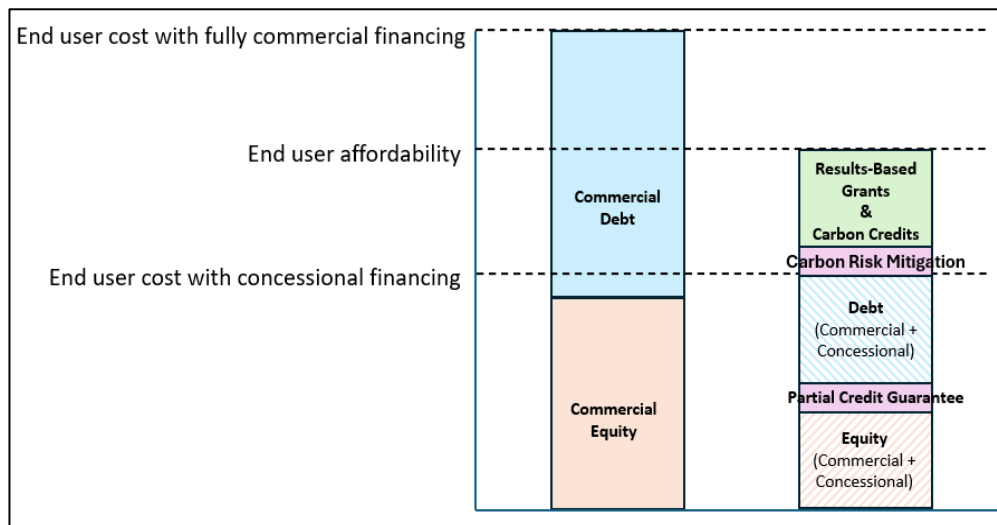 End user cost with fully commercial financing
End user affordability
End user cost with concessional financing
Commercial
Debt
Commercial
Equity
Results-Based
Grants
&
Carbon Credits
Carbon Risk Mitigation
Debt
(Commercial +
Concessional)
Partial Credit Guarantee
Equity
(Commercial +
Concessional)